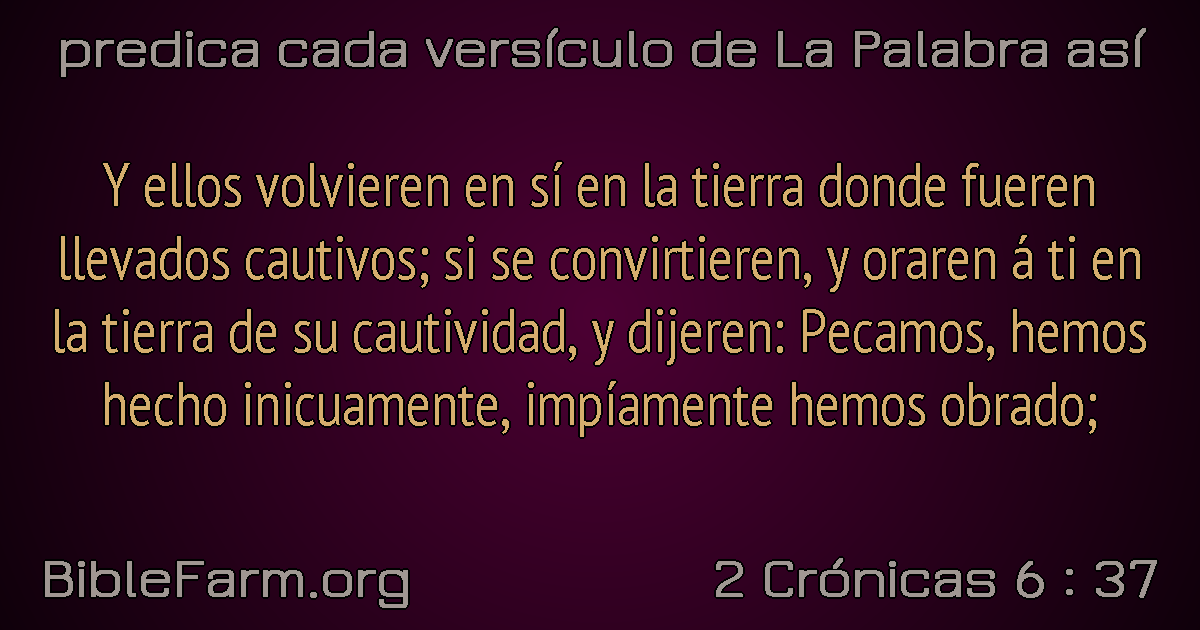 predica cada versículo de La Palabra así
Y ellos volvieren en sí en la tierra donde fueren
llevados cautivos; si se convirtieren, y oraren á ti en
la tierra de su cautividad, y dijeren: Pecamos, hemos
hecho inicuamente, impíamente hemos obrado;
BibleFarm.org
2 Crónicas 6 : 37